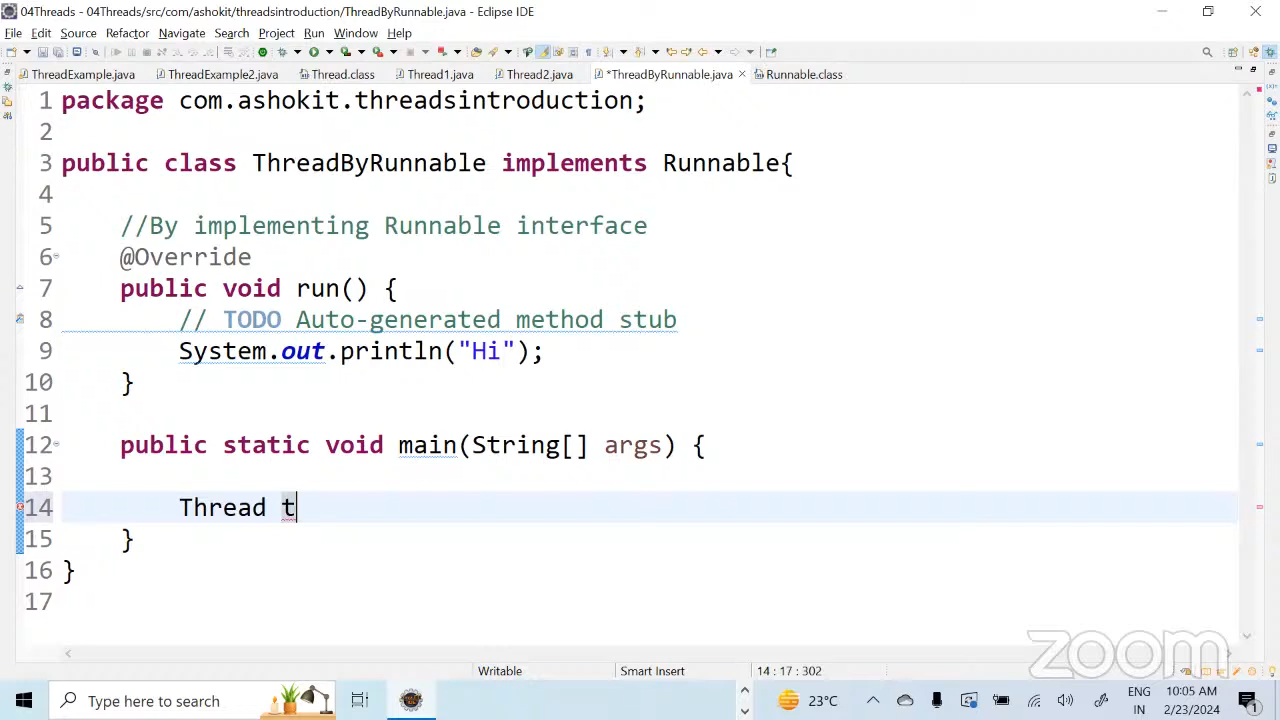 04Threads - 04Threads/src/com/ashokit/threadsintroduction/ThreadByRunnable.java - Eclipse IDE
File Edit Source Refactor Navigate Search Project Run Window Help
ThreadExample.java ThreadExample2.java Thread.class Thread1.java Thread2.java *ThreadByRunnable.java Runnable.class
1 package com.ashokit.threadsintroduction;
2
3 public class ThreadByRunnable implements Runnable{
4
5 //By implementing Runnable interface
6 @Override
7 public void run() {
8 // TODO Auto-generated method stub
9 System.out.println("Hi");
10 }
11
12 public static void main(String[] args) {
13
14 Thread t
15 }
16 }
17
zoom
Writable Smart Insert 14 : 17 : 302
Type here to search 23°C ENG IN 10:05 AM 2/23/2024 1